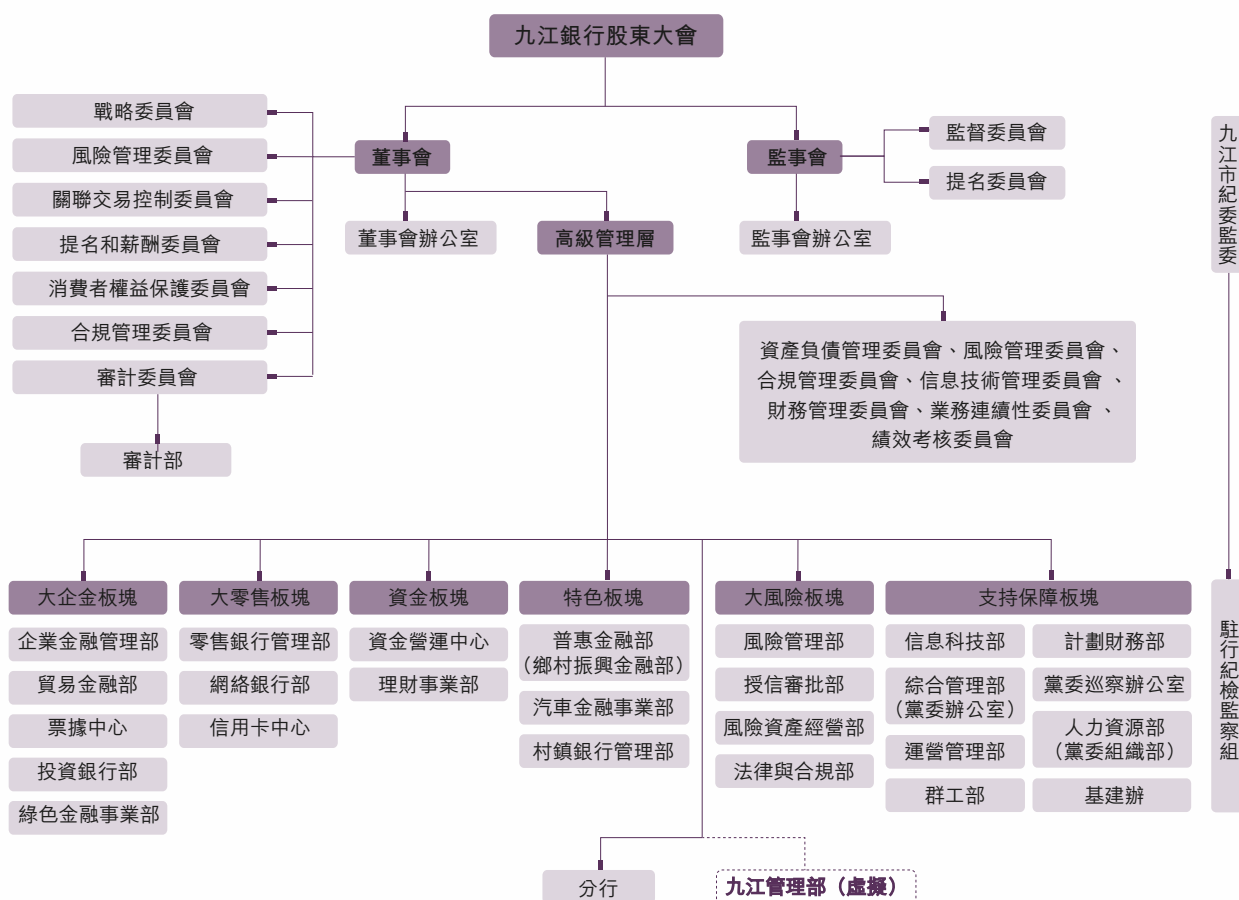 九江銀行股東大會
戰略委員會
風險管理委員會
關聯交易控制委員會
提名和薪酬委員會
消費者權益保護委員會
合規管理委員會
審計委員會
審計部
董事會
監事會
監督委員會
提名委員會
董事會辦公室
高級管理層
監事會辦公室
資產負債管理委員會、風險管理委員會、
合規管理委員會、信息技術管理委員會 、
財務管理委員會、業務連續性委員會 、
績效考核委員會
九江市紀委監委
大企金板塊
企業金融管理部
貿易金融部
票據中心
投資銀行部
綠色金融事業部
大零售板塊
零售銀行管理部
網絡銀行部
信用卡中心
資金板塊
資金營運中心
理財事業部
特色板塊
普惠金融部
（鄉村振興金融部）
汽車金融事業部
村鎮銀行管理部
大風險板塊
風險管理部
授信審批部
風險資產經營部
法律與合規部
支持保障板塊
信息科技部
綜合管理部
（黨委辦公室）
運營管理部
群工部
計劃財務部
黨委巡察辦公室
人力資源部
（黨委組織部）
基建辦
駐行紀檢監察組
分行
九江管理部（虛擬）